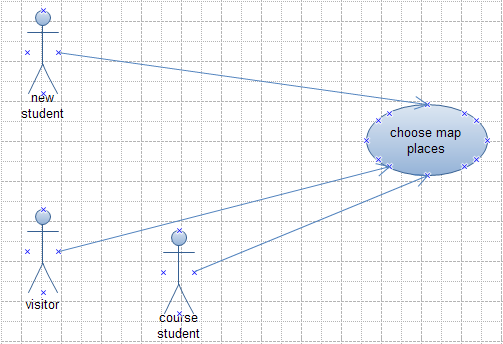 new
student
choose map
places
visitor
course
student